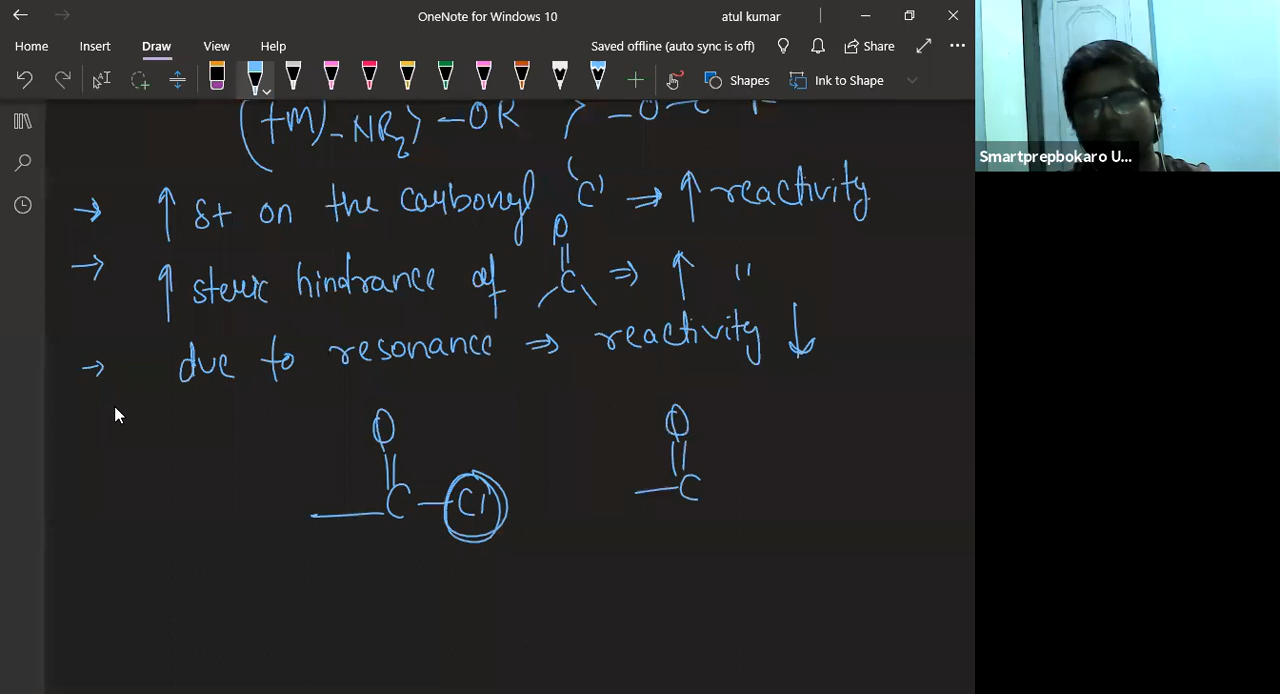 OneNote for Windows 10
atul kumar
Home Insert Draw View Help
Saved offline (auto sync is off)
Share
Shapes
Ink to Shape
Smartprepbokaro U...
(+M) -NR2 > -OR > -O-C
→ ↑ δ+ on the carbonyl 'C' ⇒ ↑ reactivity
O
→ ↑ steric hindrance of C ⇒ ↑ "
→ due to resonance ⇒ reactivity ↓
O O
C-Cl C